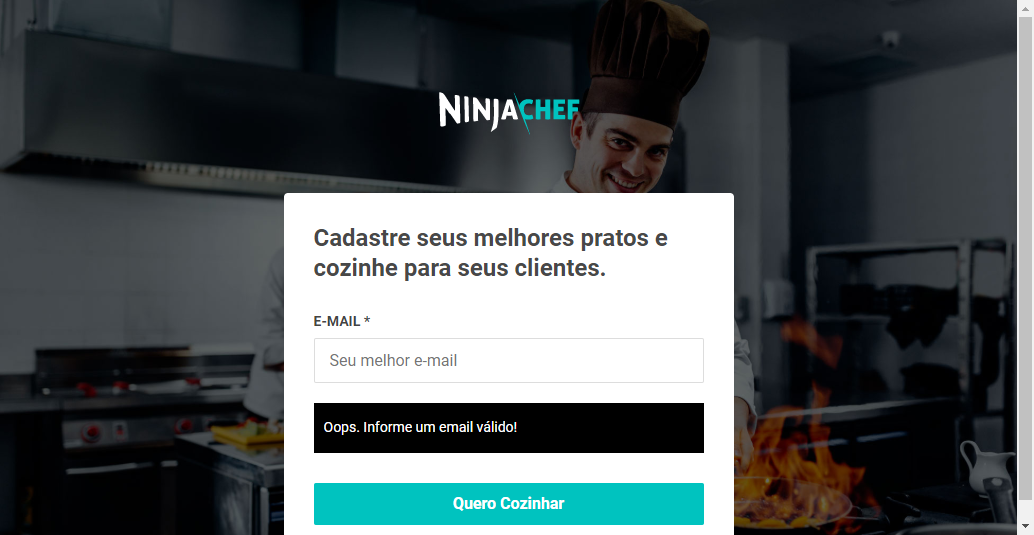 NINJACHEF
Cadastre seus melhores pratos e
cozinhe para seus clientes.
E-MAIL *
Seu melhor e-mail
Oops. Informe um email válido!
Quero Cozinhar